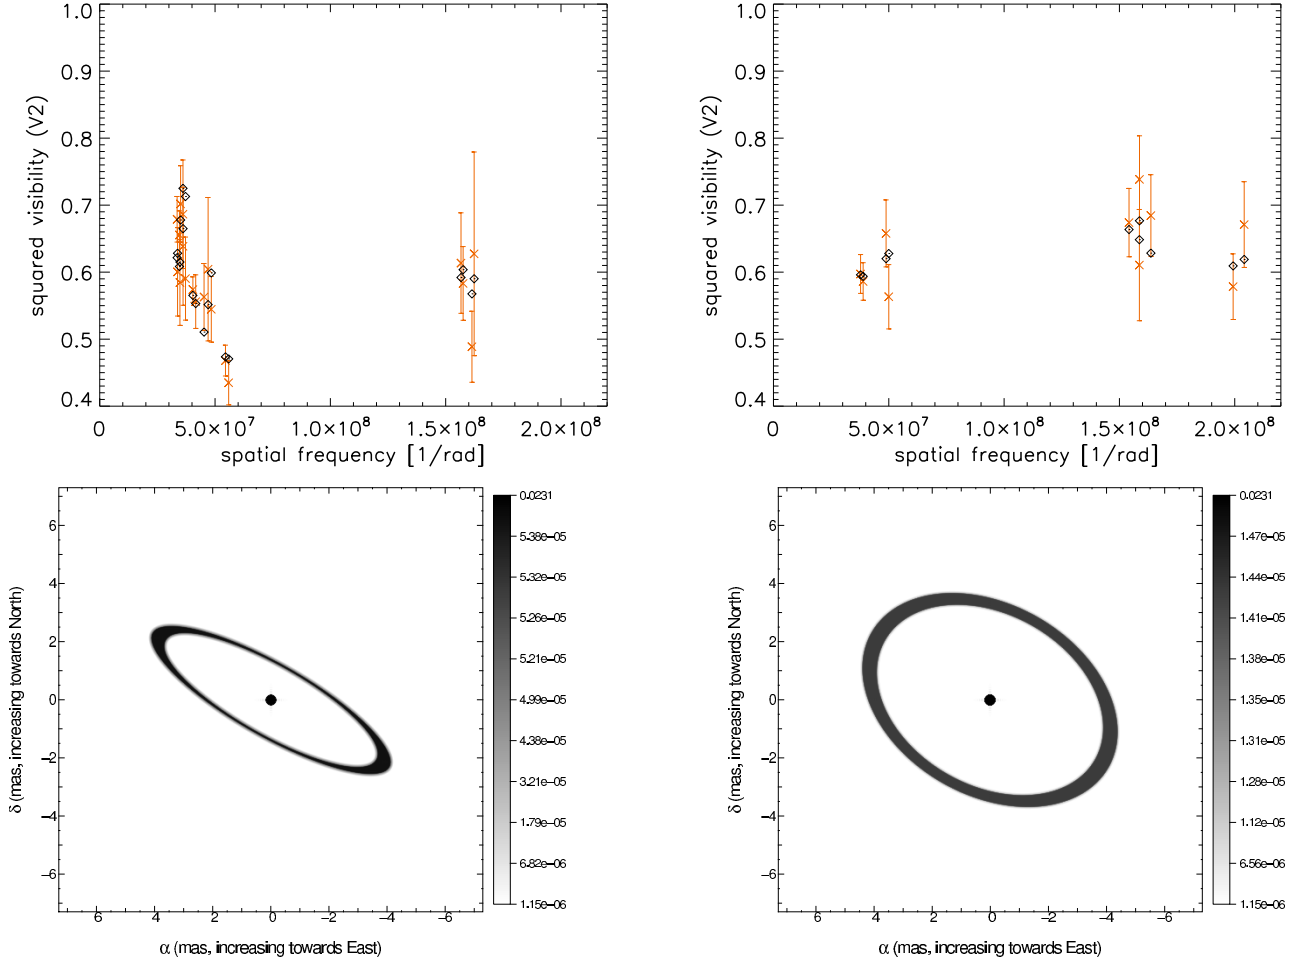 1.0
0.9
0.8
0.7
0.6
0.5
0.4
squared visibility (V2)
0 5.0×10⁷ 1.0×10⁸ 1.5×10⁸ 2.0×10⁸
spatial frequency [1/rad]
1.0
0.9
0.8
0.7
0.6
0.5
0.4
squared visibility (V2)
0 5.0×10⁷ 1.0×10⁸ 1.5×10⁸ 2.0×10⁸
spatial frequency [1/rad]
6
4
2
0
−2
−4
−6
δ (mas, increasing towards North)
6 4 2 0 −2 −4 −6
α (mas, increasing towards East)
0.0231
5.38e−05
5.32e−05
5.26e−05
5.21e−05
4.99e−05
4.38e−05
3.21e−05
1.79e−05
6.82e−06
1.15e−06
6
4
2
0
−2
−4
−6
δ (mas, increasing towards North)
6 4 2 0 −2 −4 −6
α (mas, increasing towards East)
0.0231
1.47e−05
1.44e−05
1.41e−05
1.38e−05
1.35e−05
1.31e−05
1.28e−05
1.12e−05
6.56e−06
1.15e−06